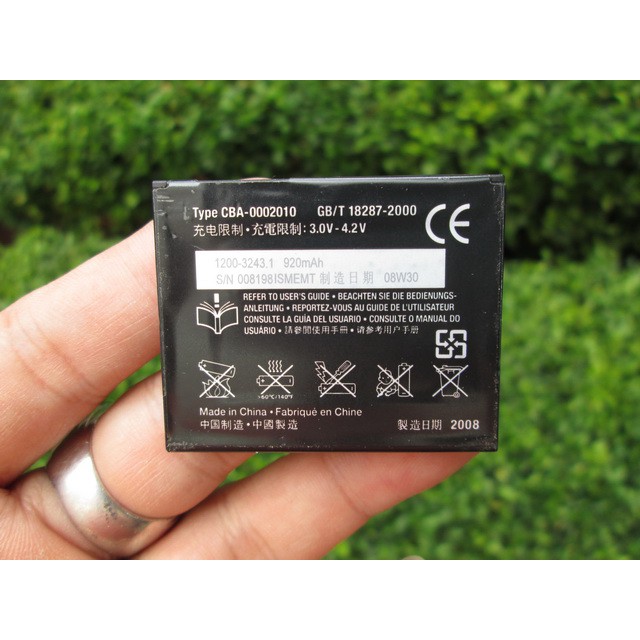 Type CBA-0002010 GB/T 18287-2000
充电限制・充電限制: 3.0V-4.2V
CE
1200-3243.1 920mAh
S/N 008198ISMEMT 制造日期 08W30
REFER TO USER'S GUIDE • BEACHTEN SIE DIE BEDIENUNGS-
ANLEITUNG • REPORTEZ-VOUS AU GUIDE DE L'UTILISATEUR
CONSULTE LA GUÍA DEL USUARIO • CONSULTE O MANUAL DO
USUÁRIO • 請參閱使用手冊 • 请参考用户手册
>60°C/140°F
Made in China • Fabriqué en Chine
中国制造・中國製造
製造日期 2008